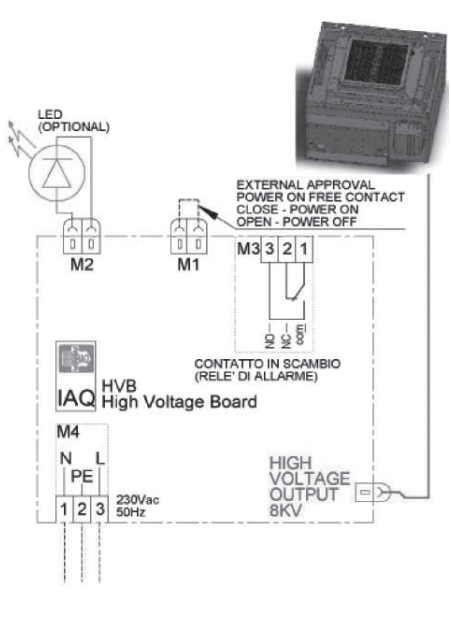 LED
(OPTIONAL)
EXTERNAL APPROVAL
POWER ON FREE CONTACT
CLOSE - POWER ON
OPEN - POWER OFF
M2
M1
M3 3 2 1
NO
NC
com
CONTATTO IN SCAMBIO
(RELE' DI ALLARME)
IAQ
HVB
High Voltage Board
M4
N L
PE
1 2 3
230Vac
50Hz
HIGH
VOLTAGE
OUTPUT
8KV